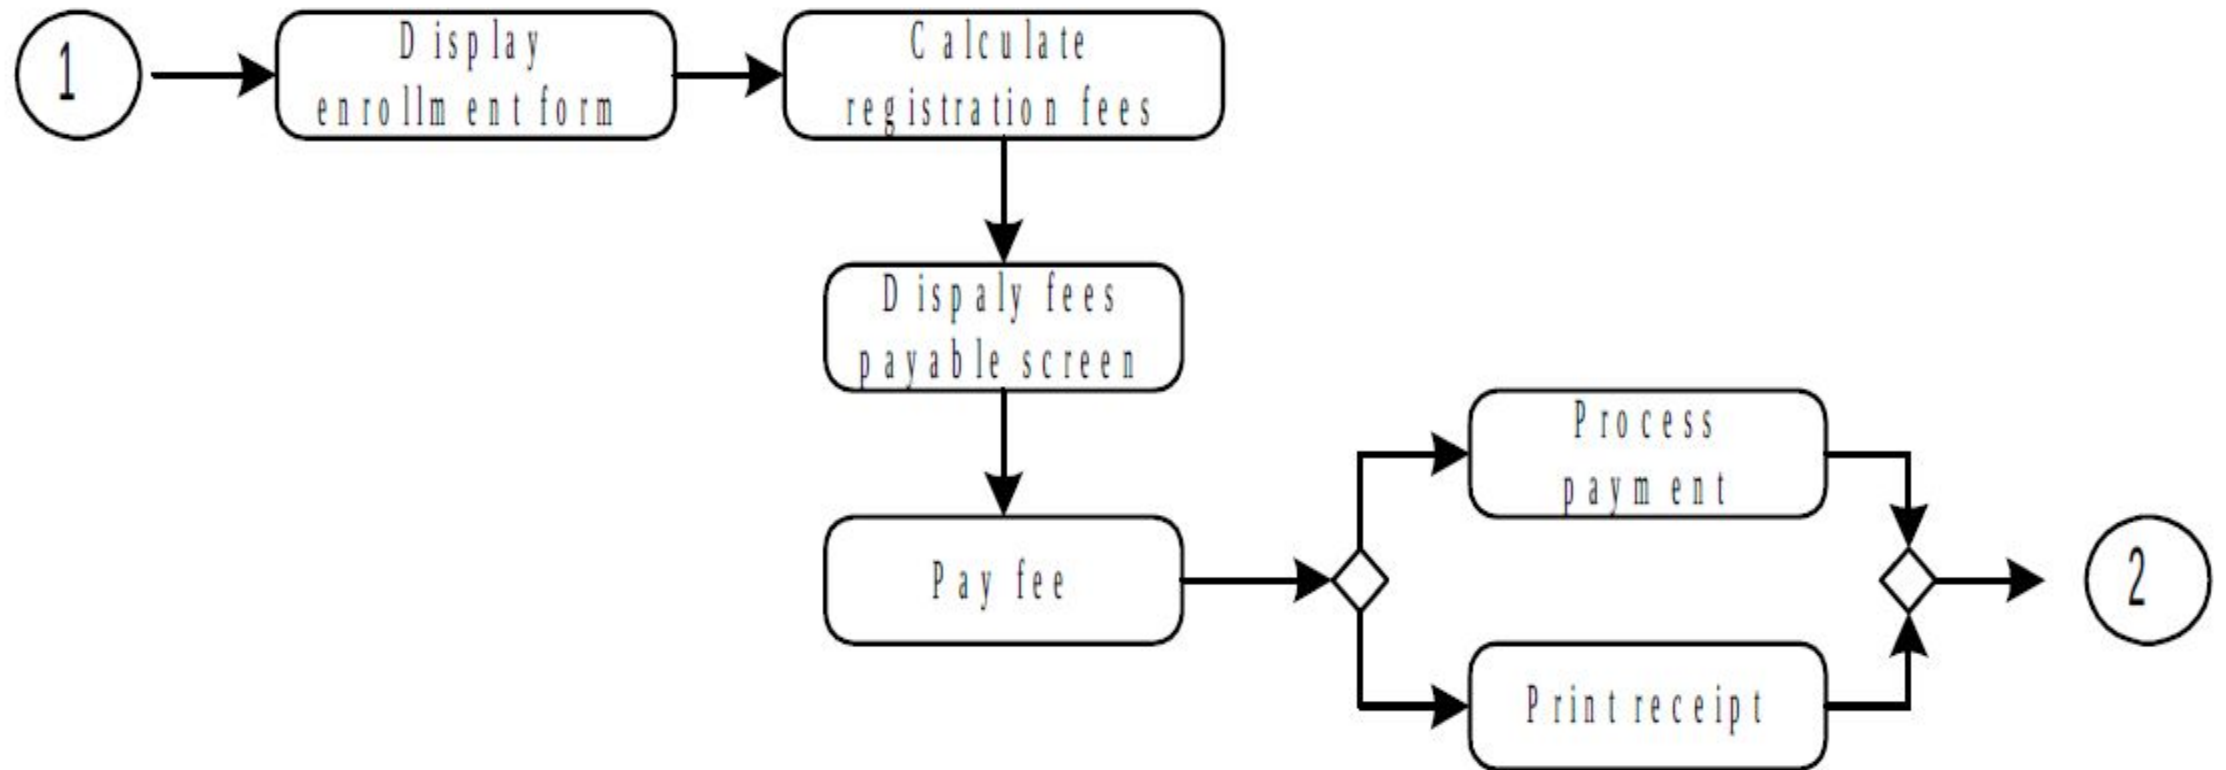 1
Display
enrollment form
Calculate
registration fees
Dispaly fees
payable screen
Process
payment
Pay fee
2
Print receipt